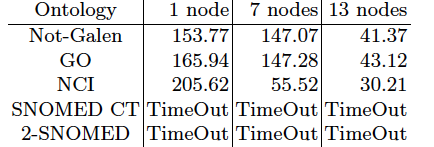 Ontology 1 node 7 nodes 13 nodes
Not-Galen 153.77 147.07 41.37
GO 165.94 147.28 43.12
NCI 205.62 55.52 30.21
SNOMED CT TimeOut TimeOut TimeOut
2-SNOMED TimeOut TimeOut TimeOut